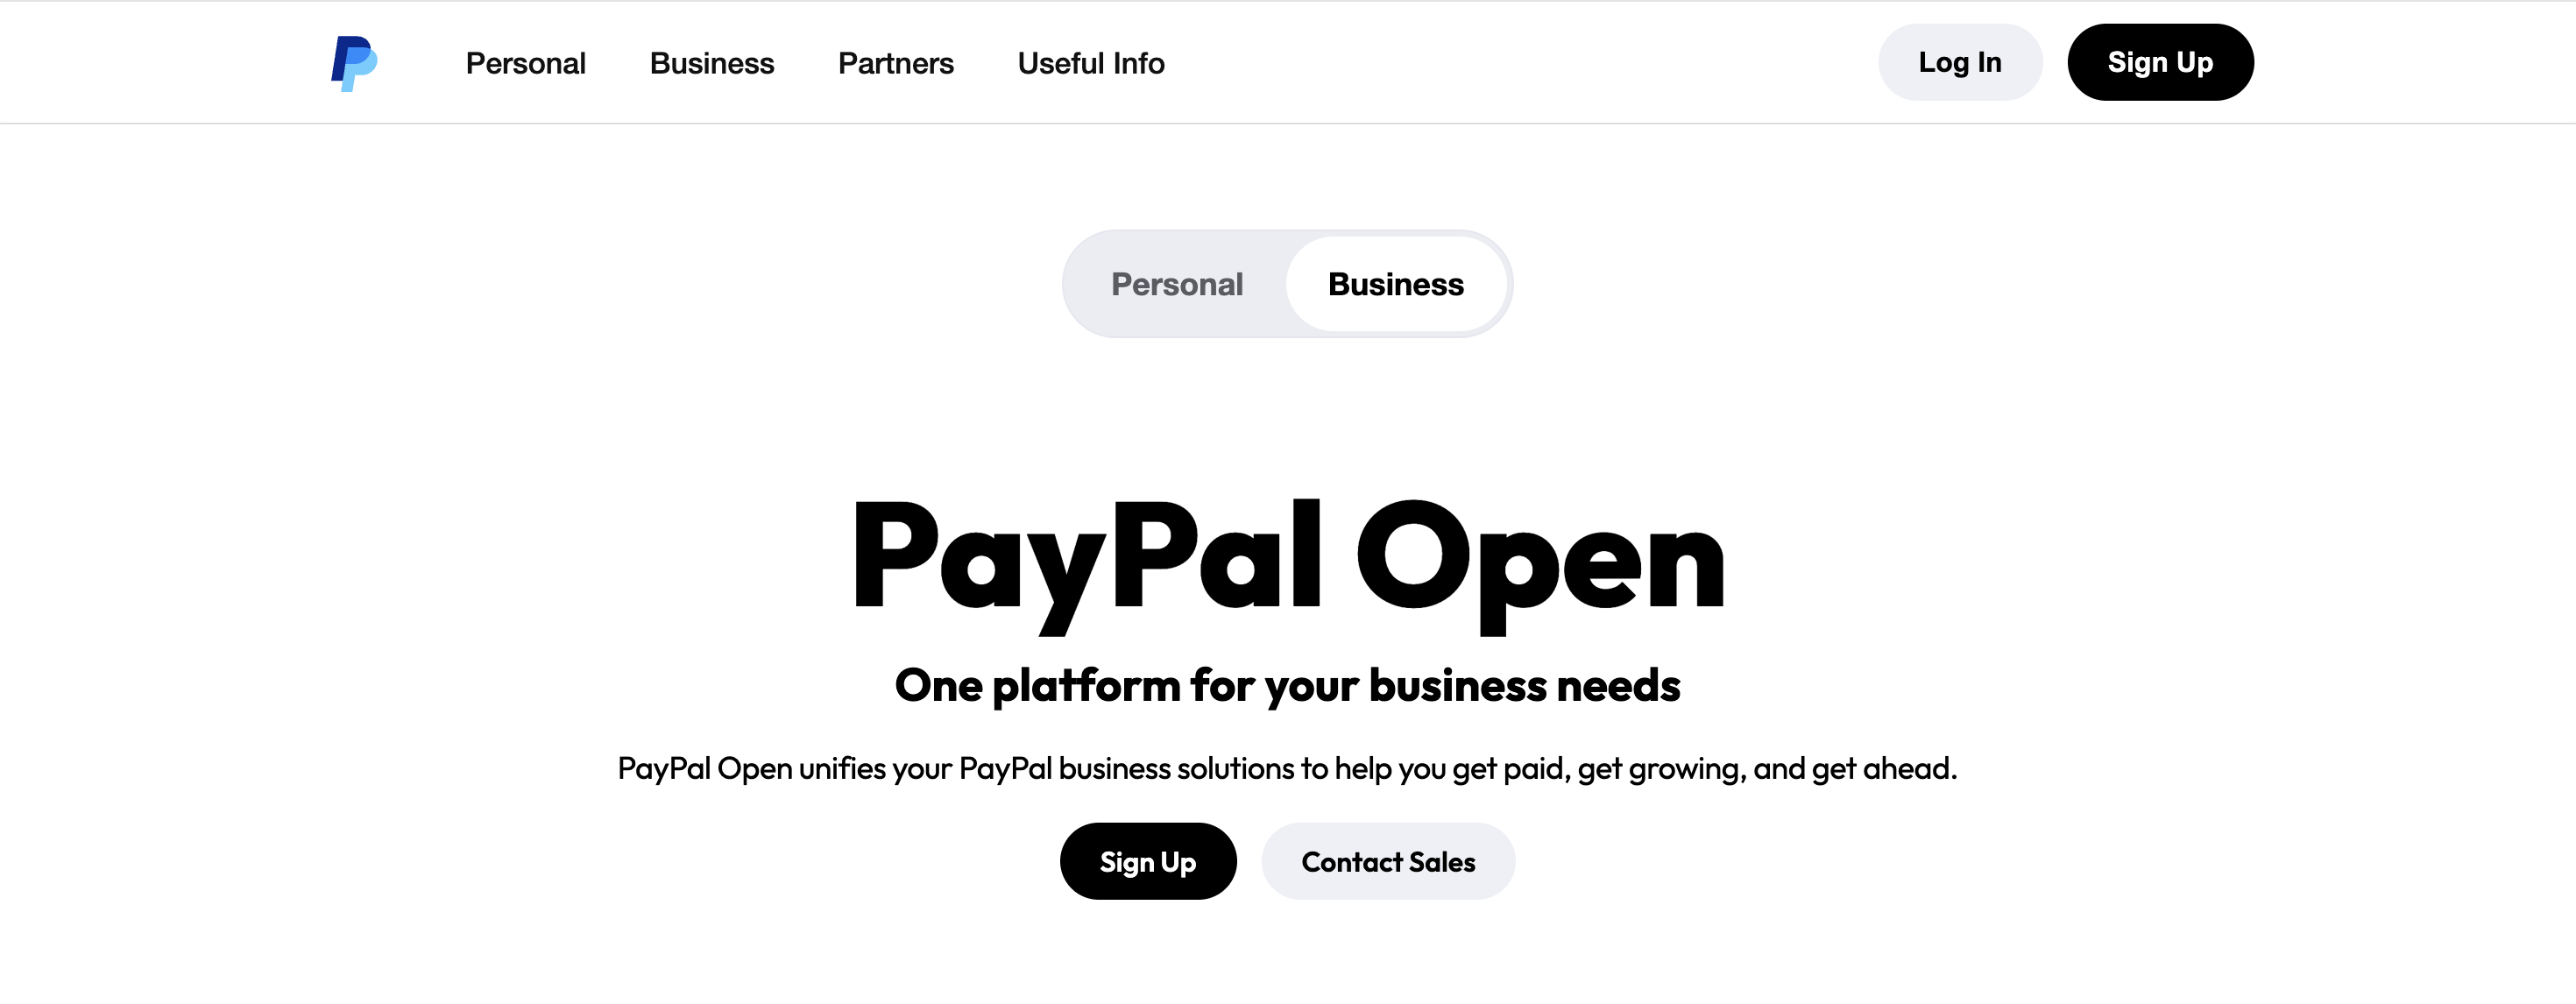 Personal Business Partners Useful Info Log In Sign Up
Personal Business
PayPal Open
One platform for your business needs
PayPal Open unifies your PayPal business solutions to help you get paid, get growing, and get ahead.
Sign Up Contact Sales